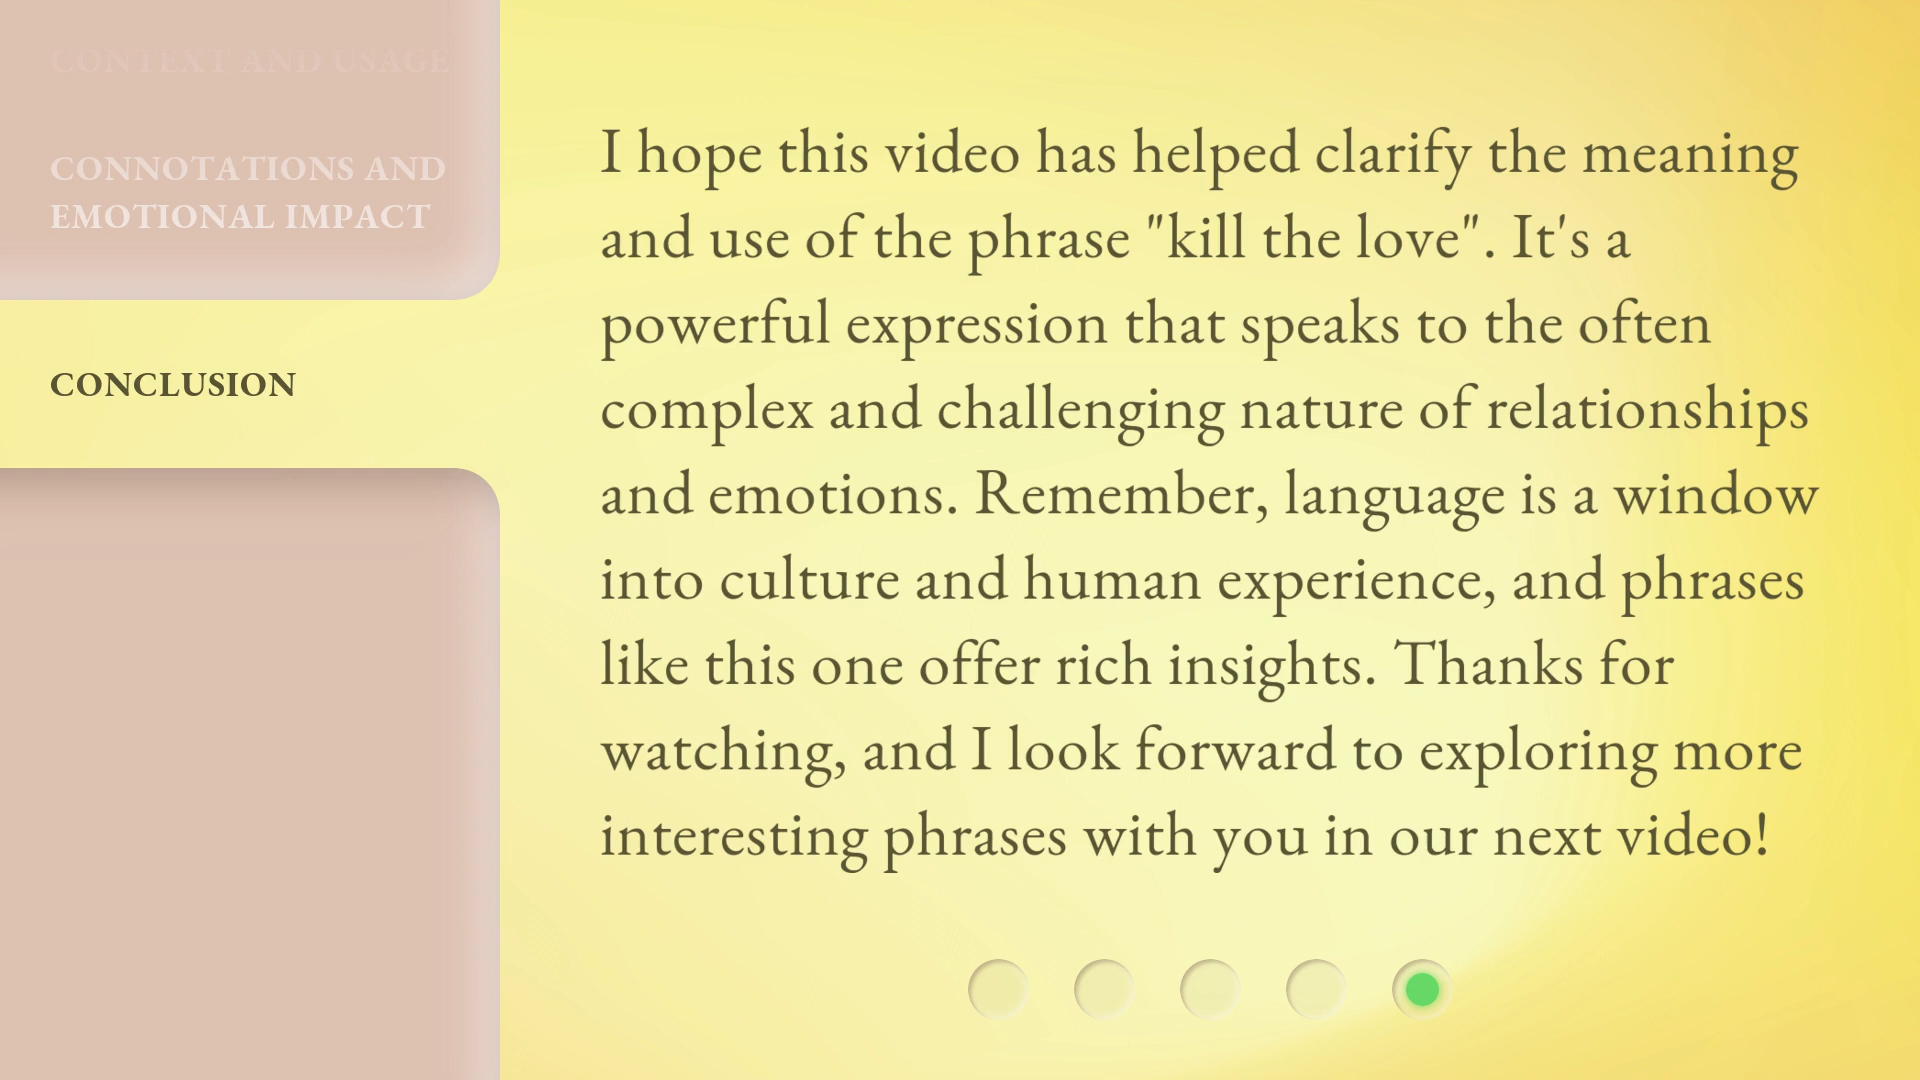 CONTEXT AND USAGE
CONNOTATIONS AND
EMOTIONAL IMPACT
CONCLUSION
I hope this video has helped clarify the meaning
and use of the phrase "kill the love". It's a
powerful expression that speaks to the often
complex and challenging nature of relationships
and emotions. Remember, language is a window
into culture and human experience, and phrases
like this one offer rich insights. Thanks for
watching, and I look forward to exploring more
interesting phrases with you in our next video!